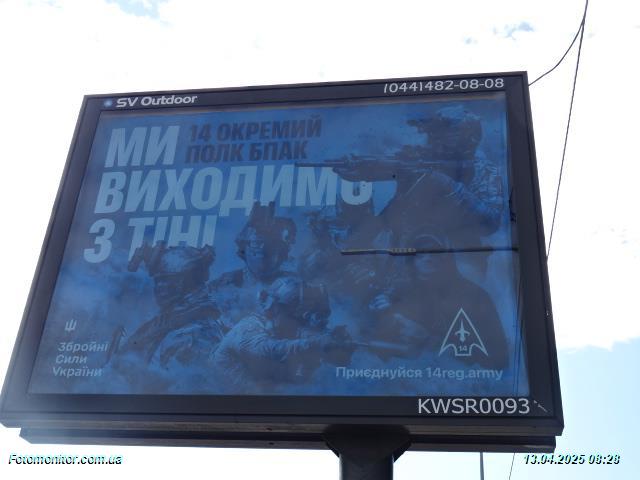 SV Outdoor
(044)482-08-08
МИ
14 ОКРЕМИЙ
ПОЛК БПАК
ВИХОДИМО
З ТІНІ
Збройні
Сили
України
14
Приєднуйся 14reg.army
KWSR0093
Fotomonitor.com.ua
13.04.2025 08:28